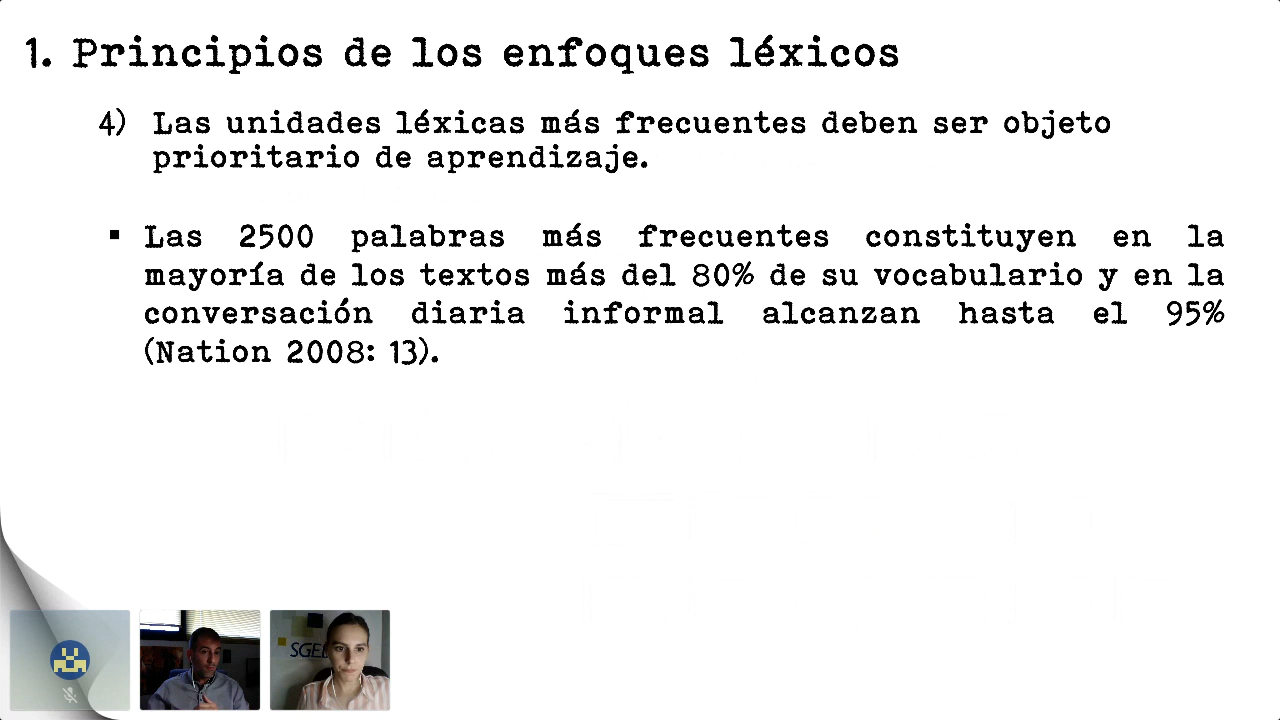 1. Principios de los enfoques léxicos
4) Las unidades léxicas más frecuentes deben ser objeto
prioritario de aprendizaje.
▪ Las 2500 palabras más frecuentes constituyen en la
mayoría de los textos más del 80% de su vocabulario y en la
conversación diaria informal alcanzan hasta el 95%
(Nation 2008: 13).
SGEL